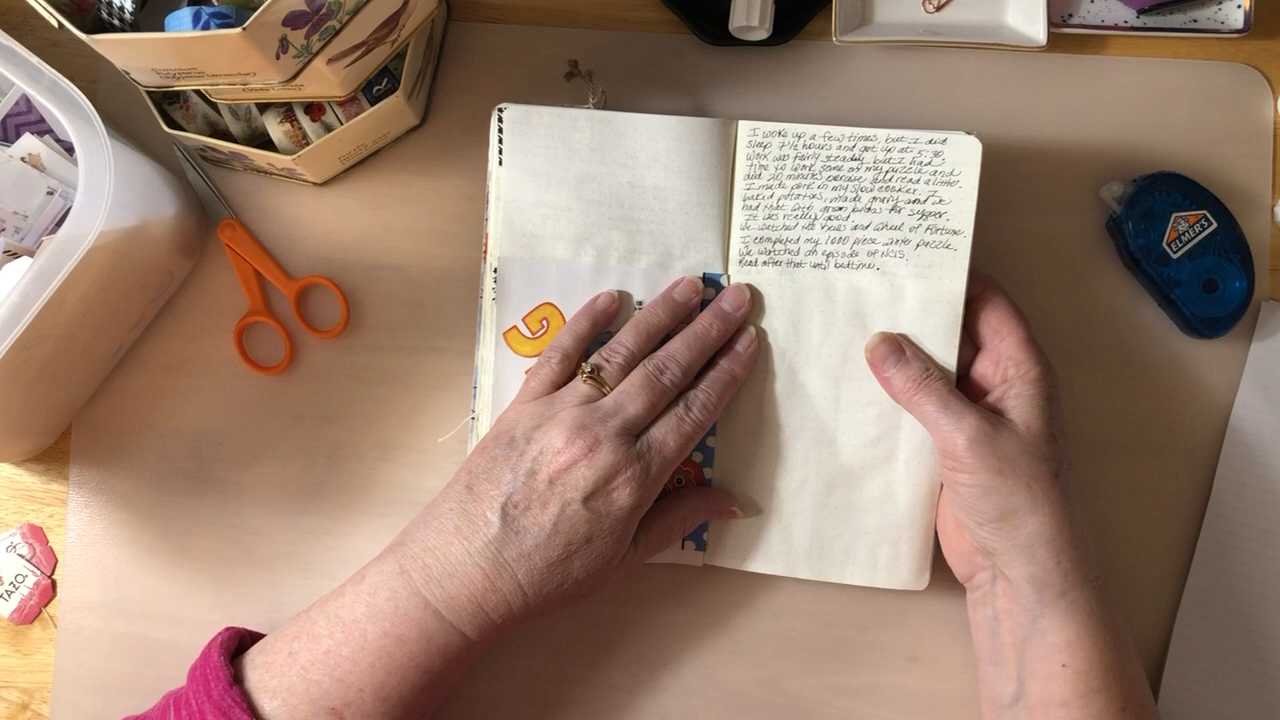 I woke up a few times, but I did
sleep 7½ hours and got up at 5:30.
Work was fairly steady, but I had
time to work some on my puzzle and
did 20 minutes exercise and read a little.
I made pork in my slow cooker. I
baked potatoes, made gravy and we
had that with green beans for supper.
It was really good.
We watched the news and Wheel of Fortune.
I completed my 1000 piece puzzle.
We watched an episode of NCIS.
Read after that until bedtime.
ELMER'S
TAZO